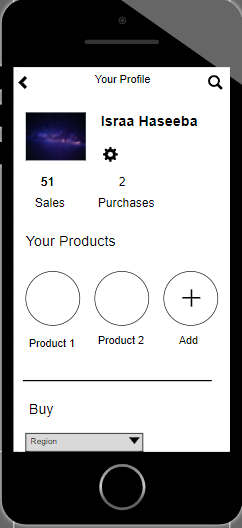 Your Profile
Israa Haseeba
51 2
Sales Purchases
Your Products
Product 1 Product 2 Add
Buy
Region